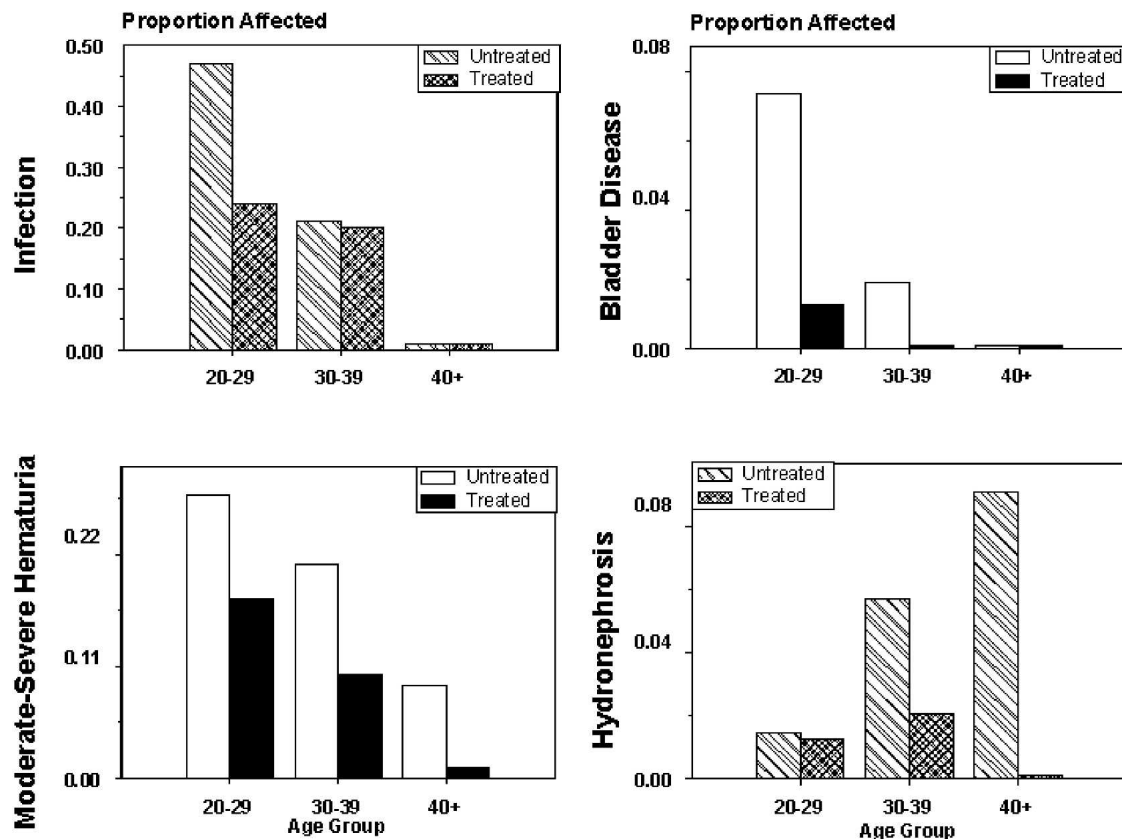 Proportion Affected
Infection
0.50
0.40
0.30
0.20
0.10
0.00
Untreated
Treated
20-29
30-39
40+
Proportion Affected
Bladder Disease
0.08
0.04
0.00
Untreated
Treated
20-29
30-39
40+
Moderate-Severe Hematuria
0.22
0.11
0.00
Untreated
Treated
20-29
30-39
40+
Age Group
Hydronephrosis
0.08
0.04
0.00
Untreated
Treated
20-29
30-39
40+
Age Group